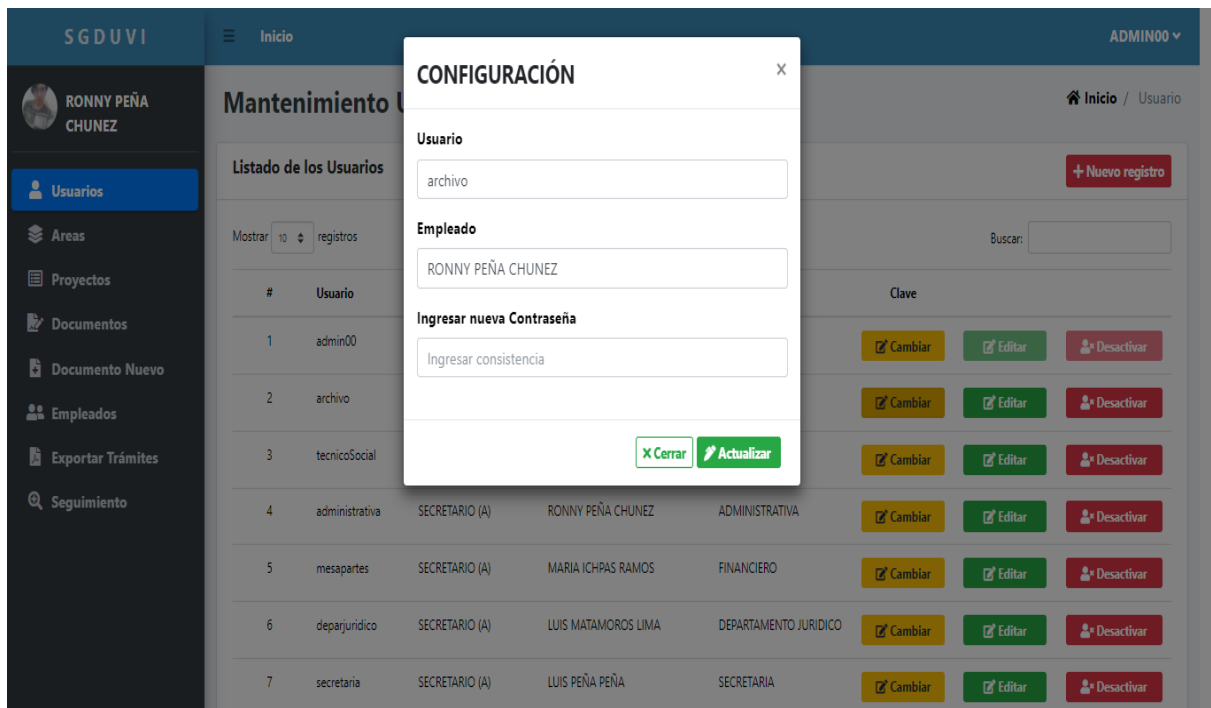 SGDUVI
Inicio
ADMIN00
RONNY PEÑA
CHUNEZ
Usuarios
Areas
Proyectos
Documentos
Documento Nuevo
Empleados
Exportar Trámites
Seguimiento
Mantenimiento
Inicio / Usuario
Listado de los Usuarios
+ Nuevo registro
Mostrar 10 registros
Buscar:
# Usuario Clave
1 admin00 Cambiar Editar Desactivar
2 archivo Cambiar Editar Desactivar
3 tecnicoSocial Cambiar Editar Desactivar
4 administrativa SECRETARIO (A) RONNY PEÑA CHUNEZ ADMINISTRATIVA Cambiar Editar Desactivar
5 mesapartes SECRETARIO (A) MARIA ICHPAS RAMOS FINANCIERO Cambiar Editar Desactivar
6 deparjuridico SECRETARIO (A) LUIS MATAMOROS LIMA DEPARTAMENTO JURIDICO Cambiar Editar Desactivar
7 secretaria SECRETARIO (A) LUIS PEÑA PEÑA SECRETARIA Cambiar Editar Desactivar
CONFIGURACIÓN ×
Usuario
archivo
Empleado
RONNY PEÑA CHUNEZ
Ingresar nueva Contraseña
Ingresar consistencia
Cerrar
Actualizar